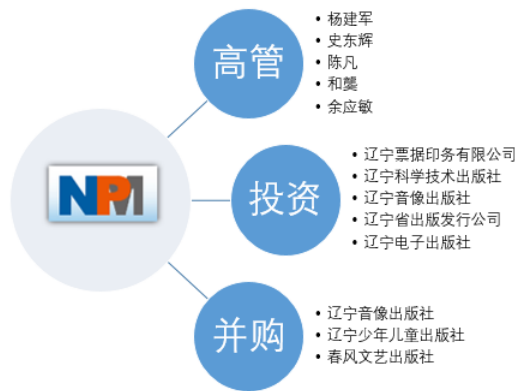 高管
• 杨建军
• 史东辉
• 陈凡
• 和龑
• 余应敏
NPM
投资
• 辽宁票据印务有限公司
• 辽宁科学技术出版社
• 辽宁音像出版社
• 辽宁省出版发行公司
• 辽宁电子出版社
并购
• 辽宁音像出版社
• 辽宁少年儿童出版社
• 春风文艺出版社